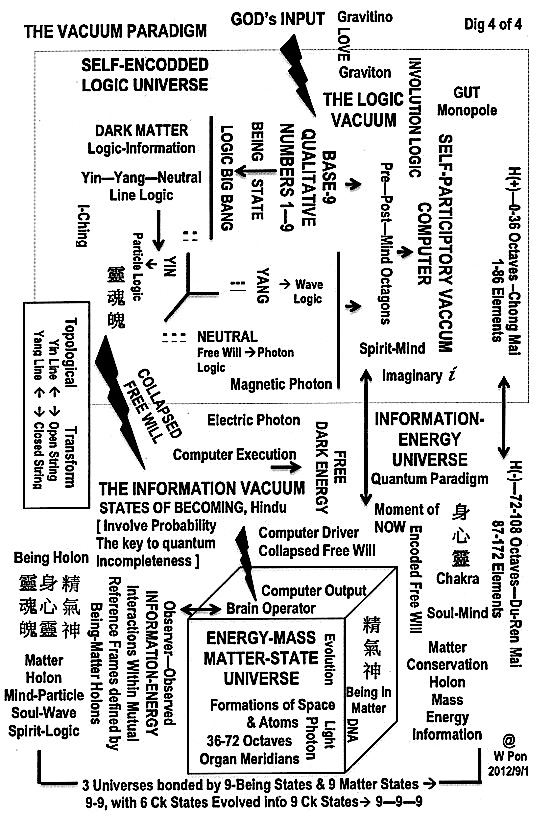 THE VACUUM PARADIGM
GOD's INPUT
Gravitino
LOVE
Graviton
Dig 4 of 4
SELF-ENCODDED
LOGIC UNIVERSE
THE LOGIC
VACUUM
INVOLUTION LOGIC
GUT
Monopole
DARK MATTER
Logic-Information
Yin—Yang—Neutral
Line Logic
I-Ching
BEING STATE
LOGIC BIG BANG
BASE-9
QUALITATIVE
NUMBERS 1—9
Pre—Post—Mind Octagons
SELF-PARTICIPTORY VACCUM
COMPUTER
H(+)—0-36 Octaves –Chong Mai
1-86 Elements
YIN
Particle Logic
YANG
→ Wave
Logic
靈魂魄
NEUTRAL
Free Will → Photon
Logic
Magnetic Photon
Spirit-Mind
Imaginary i
Topological Transform
Yin Line ←→ Open String
Yang Line ←→ Closed String
COLLAPSED
FREE WILL
Electric Photon
Computer Execution
FREE
DARK ENERGY
INFORMATION-
ENERGY
UNIVERSE
Quantum Paradigm
THE INFORMATION VACUUM
STATES OF BECOMING, Hindu
[ Involve Probability
The key to quantum
Incompleteness ]
Moment of
NOW
Encoded Free Will
身心靈
Chakra
Soul-Mind
H(-)—72-108 Octaves—Du-Ren Mai
87-172 Elements
Computer Driver
Collapsed Free Will
Being Holon
靈身精
魂心氣
魄靈神
Matter
Holon
Mind-Particle
Soul-Wave
Spirit-Logic
Observer—Observed
INFORMATION-ENERGY
Interactions Within Mutual
Reference Frames defined by
Being-Matter Holons
Computer Output
Brain Operator
ENERGY-MASS
MATTER-STATE
UNIVERSE
Formations of Space
& Atoms
36-72 Octaves
Organ Meridians
Evolution
Light
Photon
DNA
精氣神
Being In
Matter
Matter
Conservation
Holon
Mass
Energy
Information
@
W Pon
2012/9/1
3 Universes bonded by 9-Being States & 9 Matter States →
9-9, with 6 Ck States Evolved into 9 Ck States→ 9—9—9